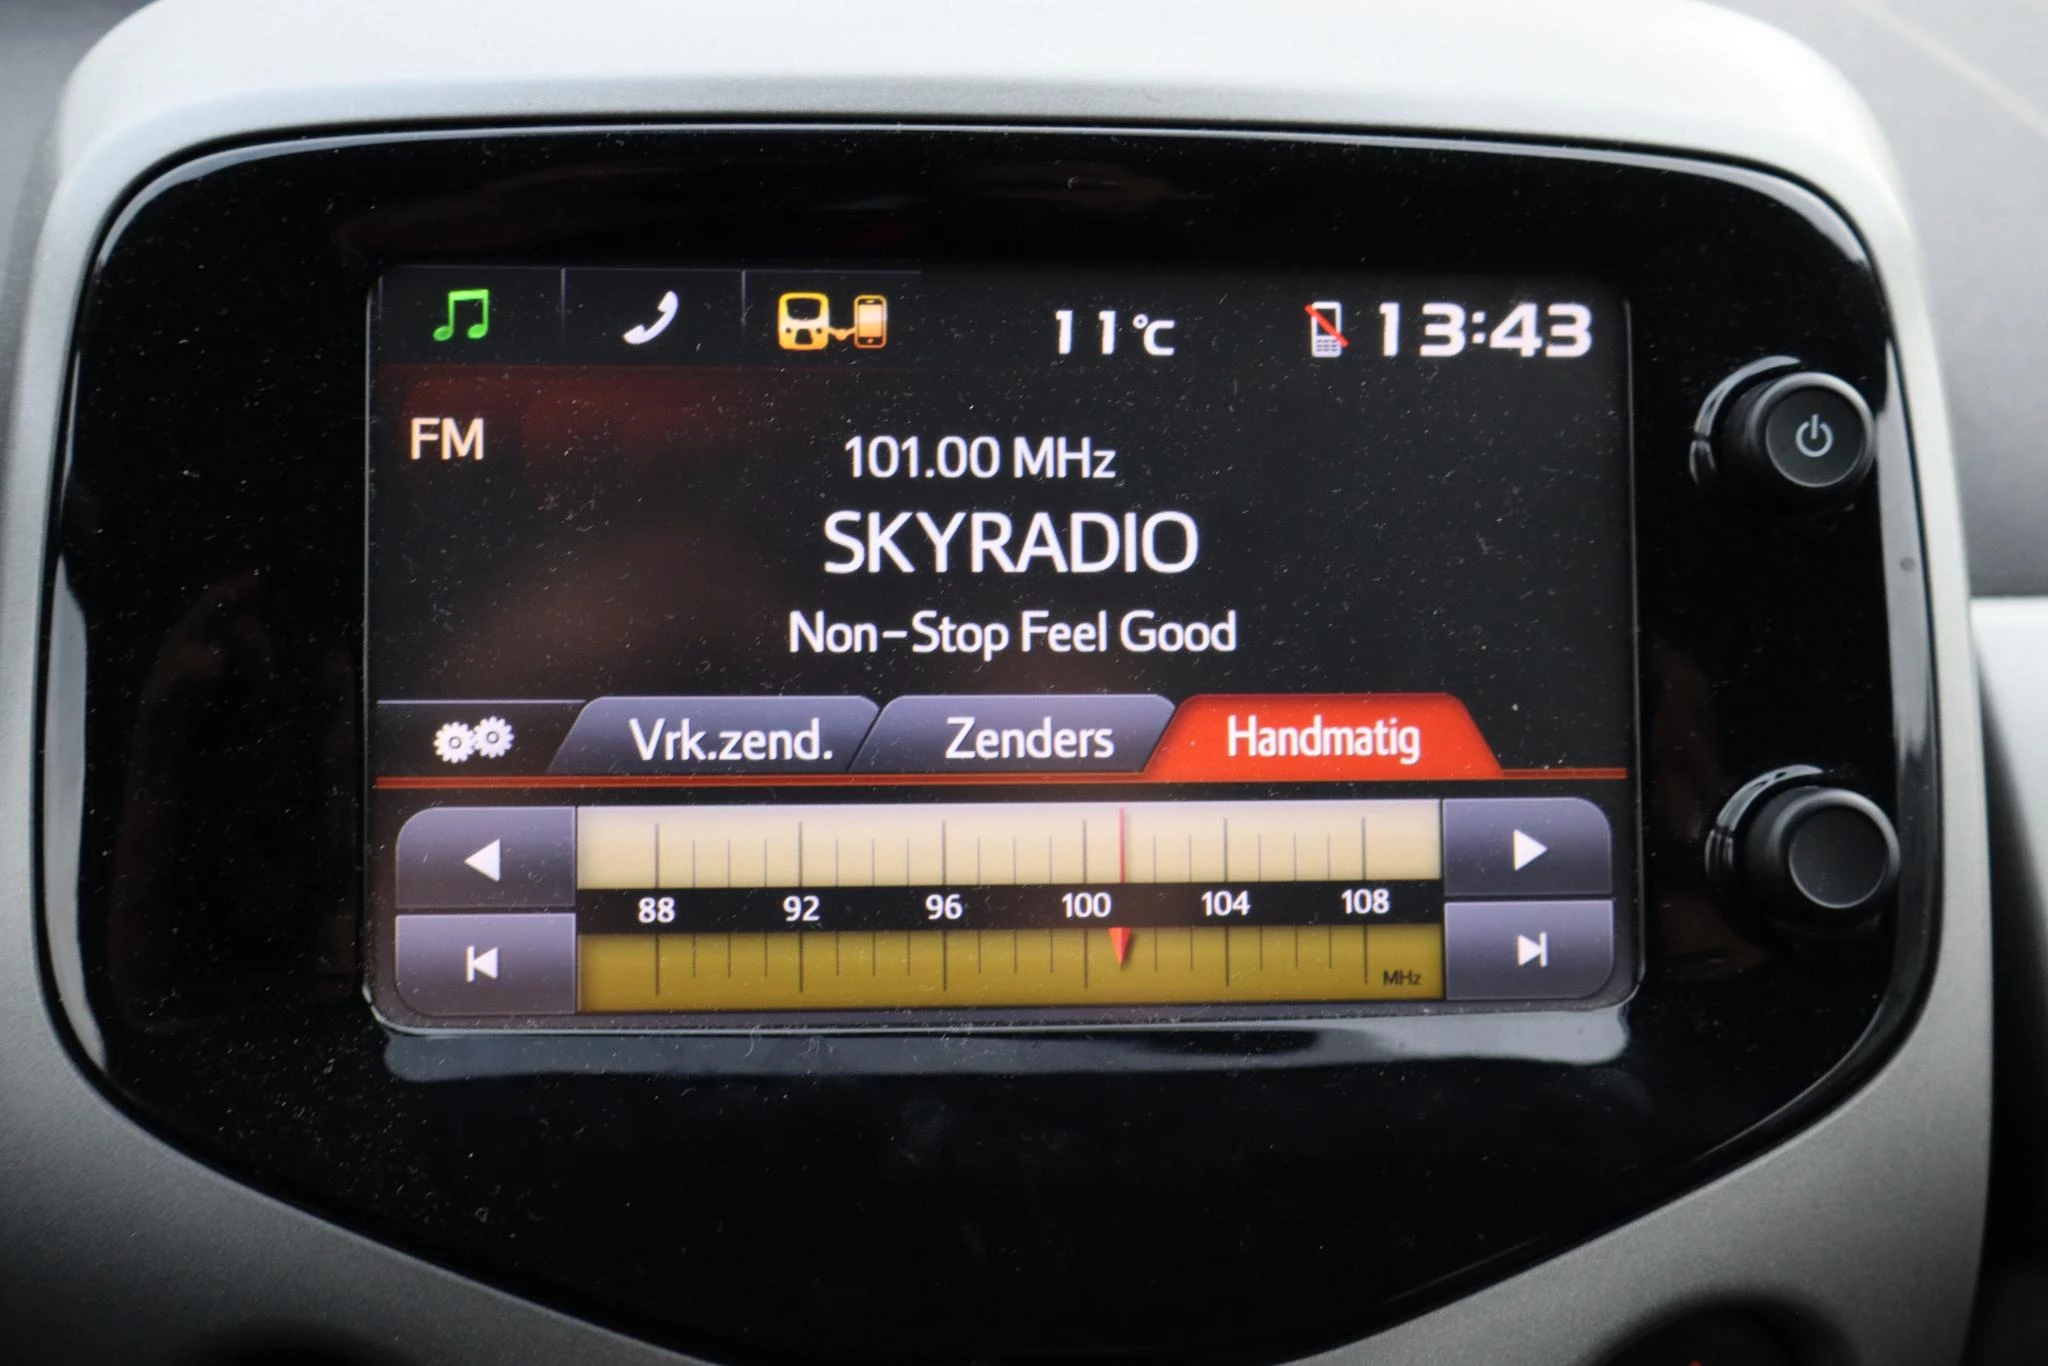 11°C 13:43
FM
101.00 MHz
SKYRADIO
Non-Stop Feel Good
Vrk.zend. Zenders Handmatig
88 92 96 100 104 108
MHz